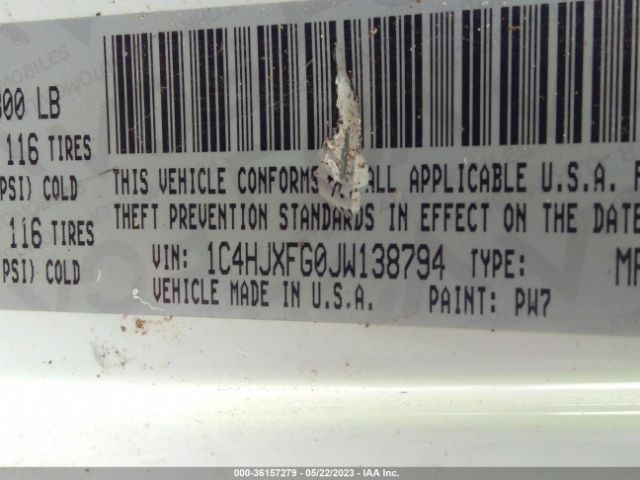 800 LB
116 TIRES
PSI) COLD
116 TIRES
PSI) COLD
THIS VEHICLE CONFORMS ALL APPLICABLE U.S.A. F
THEFT PREVENTION STANDARDS IN EFFECT ON THE DATE
VIN: 1C4HJXFG0JW138794 TYPE: MP
VEHICLE MADE IN U.S.A. PAINT: PW7
000-36157279 - 05/22/2023 - IAA Inc.